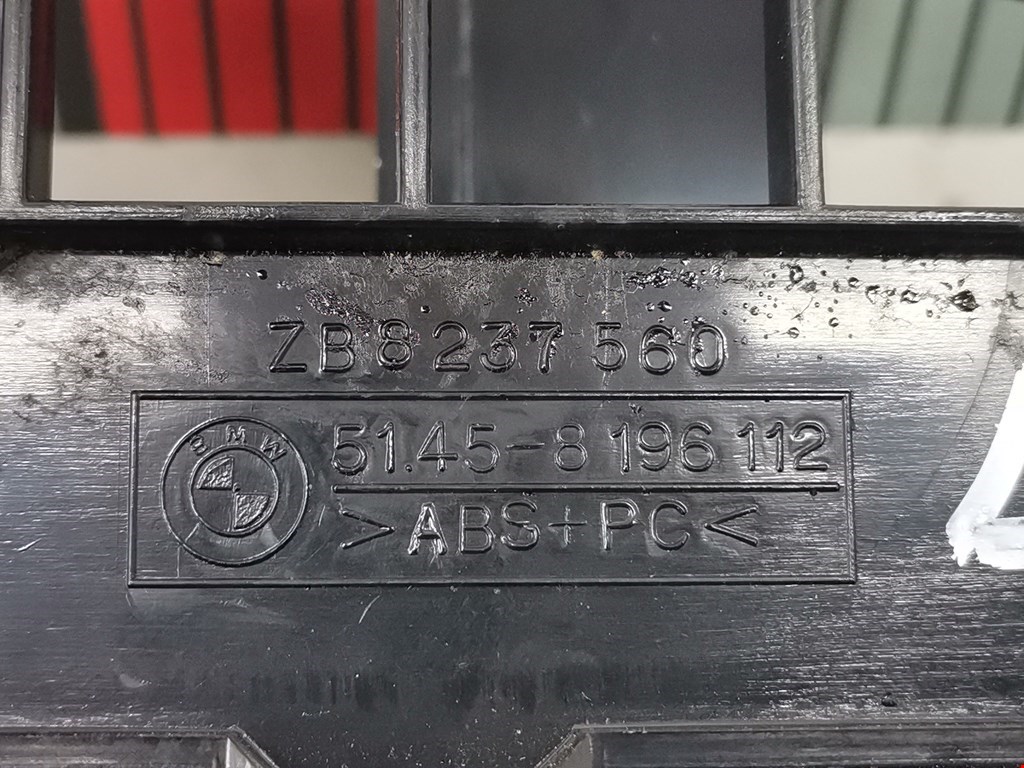 ZB 8 237 560
BMW
51.45-8 196 112
>ABS+PC<